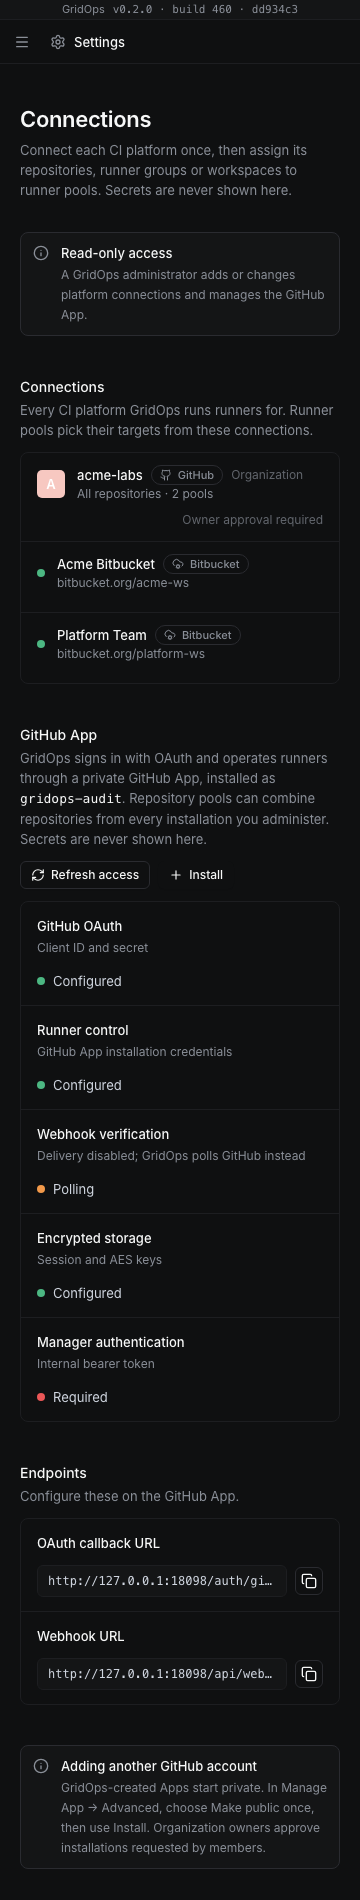 GridOps v0.2.0 · build 460 · dd934c3
Settings
Connections
Connect each CI platform once, then assign its
repositories, runner groups or workspaces to
runner pools. Secrets are never shown here.
Read-only access
A GridOps administrator adds or changes
platform connections and manages the GitHub
App.
Connections
Every CI platform GridOps runs runners for. Runner
pools pick their targets from these connections.
A
acme-labs GitHub Organization
All repositories · 2 pools
Owner approval required
Acme Bitbucket Bitbucket
bitbucket.org/acme-ws
Platform Team Bitbucket
bitbucket.org/platform-ws
GitHub App
GridOps signs in with OAuth and operates runners
through a private GitHub App, installed as
gridops-audit. Repository pools can combine
repositories from every installation you administer.
Secrets are never shown here.
Refresh access Install
GitHub OAuth
Client ID and secret
Configured
Runner control
GitHub App installation credentials
Configured
Webhook verification
Delivery disabled; GridOps polls GitHub instead
Polling
Encrypted storage
Session and AES keys
Configured
Manager authentication
Internal bearer token
Required
Endpoints
Configure these on the GitHub App.
OAuth callback URL
http://127.0.0.1:18098/auth/gi…
Webhook URL
http://127.0.0.1:18098/api/web…
Adding another GitHub account
GridOps-created Apps start private. In Manage
App → Advanced, choose Make public once,
then use Install. Organization owners approve
installations requested by members.